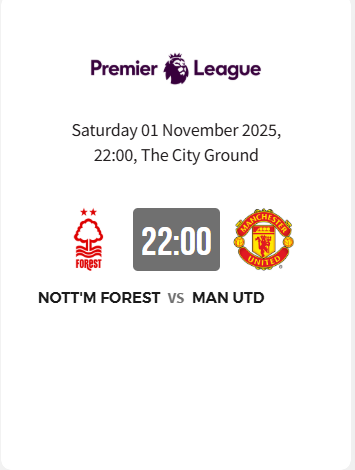 Premier League
Saturday 01 November 2025,
22:00, The City Ground
FOREST
22:00
MANCHESTER
UNITED
NOTT'M FOREST VS MAN UTD